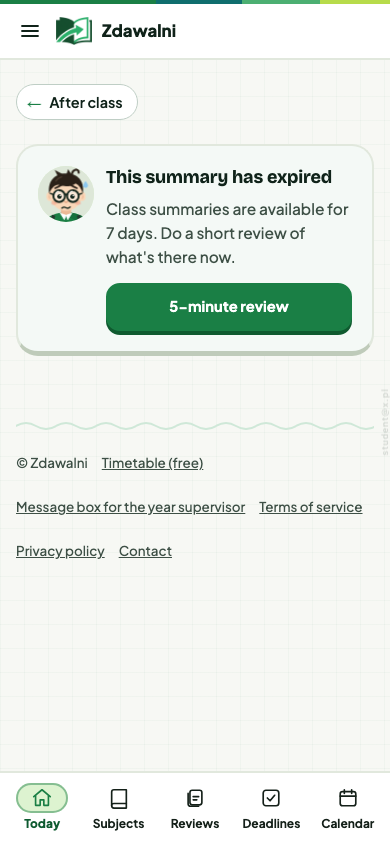 Zdawalni
← After class
This summary has expired
Class summaries are available for
7 days. Do a short review of
what's there now.
5-minute review
student@z.pl
© Zdawalni Timetable (free)
Message box for the year supervisor Terms of service
Privacy policy Contact
Today Subjects Reviews Deadlines Calendar